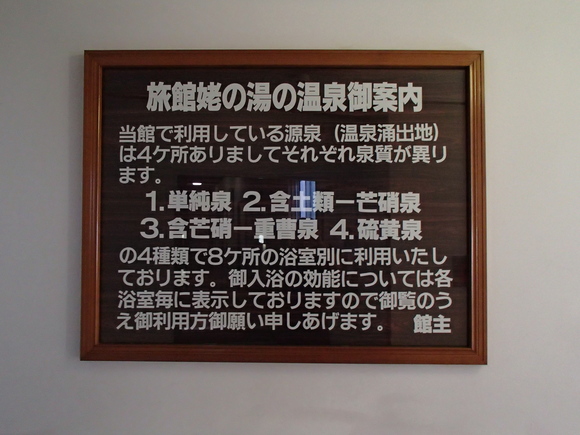 旅館姥の湯の温泉御案内
当館で利用している源泉（温泉涌出地）
は4ケ所ありましてそれぞれ泉質が異り
ます。
1.単純泉 2.含土類ー芒硝泉
3.含芒硝ー重曹泉 4.硫黄泉
の4種類で8ケ所の浴室別に利用いたし
ております。御入浴の効能については各
浴室毎に表示しておりますので御覧のう
え御利用方御願い申しあげます。 館主